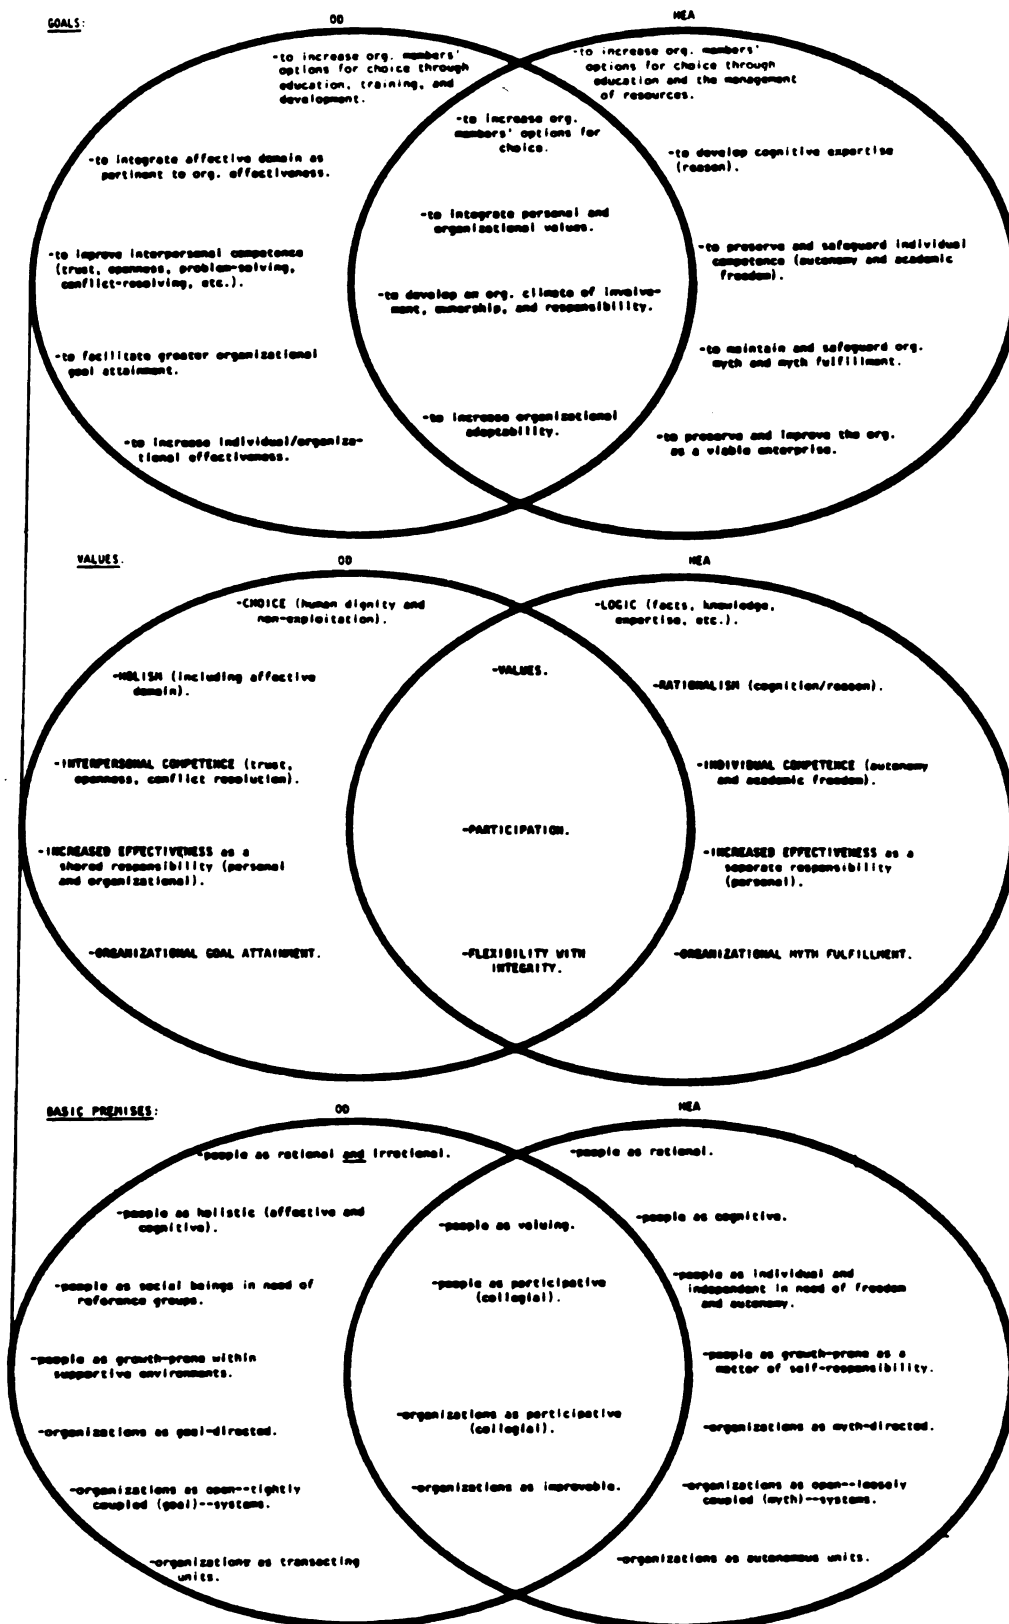 GOALS:
OD
HEA
-to increase org. members'
options for choice through
education, training, and
development.
-to integrate affective domain as
pertinent to org. effectiveness.
-to improve interpersonal competence
(trust, openness, problem-solving,
conflict-resolving, etc.).
-to facilitate greater organizational
goal attainment.
-to increase individual/organiza-
tional effectiveness.
-to increase org.
members' options for
choice.
-to integrate personal and
organizational values.
-to develop an org. climate of involve-
ment, ownership, and responsibility.
-to increase organizational
adaptability.
-to increase org. members'
options for choice through
education and the management
of resources.
-to develop cognitive expertise
(reason).
-to preserve and safeguard individual
competence (autonomy and academic
freedom).
-to maintain and safeguard org.
myth and myth fulfillment.
-to preserve and improve the org.
as a viable enterprise.
VALUES.
OD
HEA
-CHOICE (human dignity and
non-exploitation).
-HOLISM (including affective
domain).
-INTERPERSONAL COMPETENCE (trust,
openness, conflict resolution).
-INCREASED EFFECTIVENESS as a
shared responsibility (personal
and organizational).
-ORGANIZATIONAL GOAL ATTAINMENT.
-VALUES.
-PARTICIPATION.
-FLEXIBILITY WITH
INTEGRITY.
-LOGIC (facts, knowledge,
expertise, etc.).
-RATIONALISM (cognition/reason).
-INDIVIDUAL COMPETENCE (autonomy
and academic freedom).
-INCREASED EFFECTIVENESS as a
separate responsibility
(personal).
-ORGANIZATIONAL MYTH FULFILLMENT.
BASIC PREMISES:
OD
HEA
-people as rational and irrational.
-people as holistic (affective and
cognitive).
-people as social beings in need of
reference groups.
-people as growth-prone within
supportive environments.
-organizations as goal-directed.
-organizations as open--tightly
coupled (goal)--systems.
-organizations as transacting
units.
-people as valuing.
-people as participative
(collegial).
-organizations as participative
(collegial).
-organizations as improvable.
-people as rational.
-people as cognitive.
-people as individual and
independent in need of freedom
and autonomy.
-people as growth-prone as a
matter of self-responsibility.
-organizations as myth-directed.
-organizations as open--loosely
coupled (myth)--systems.
-organizations as autonomous units.